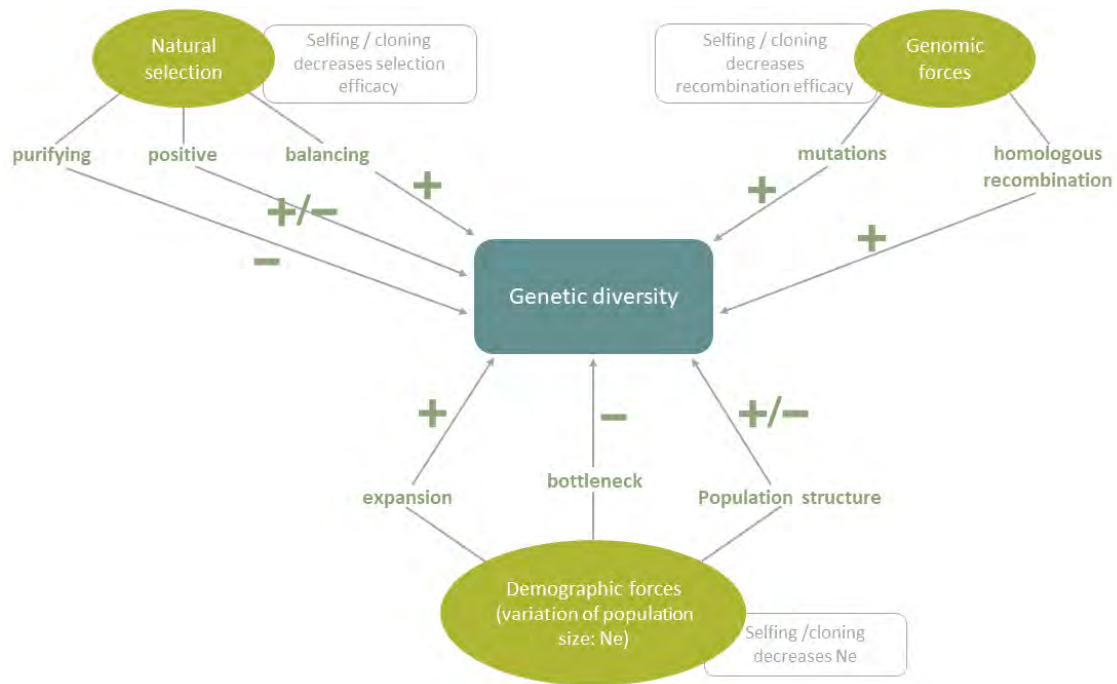 Natural
selection
Selfing / cloning
decreases selection
efficacy
Selfing / cloning
decreases
recombination efficacy
Genomic
forces
purifying
positive
balancing
mutations
homologous
recombination
+
+/−
−
+
+
Genetic diversity
+
−
+/−
expansion
bottleneck
Population structure
Demographic forces
(variation of population
size: Ne)
Selfing /cloning
decreases Ne